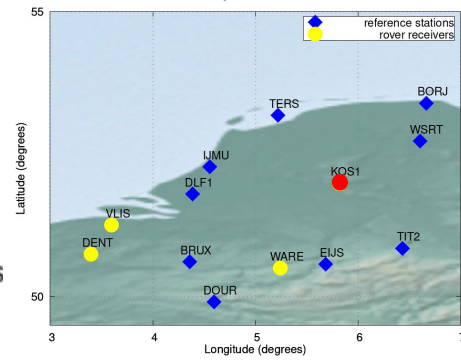 55
reference stations
rover receivers
BORJ
TERS
WSRT
IJMU
KOS1
DLF1
VLIS
TIT2
DENT
BRUX
WARE
EIJS
DOUR
50
3 4 5 6 7
Longitude (degrees)
Latitude (degrees)